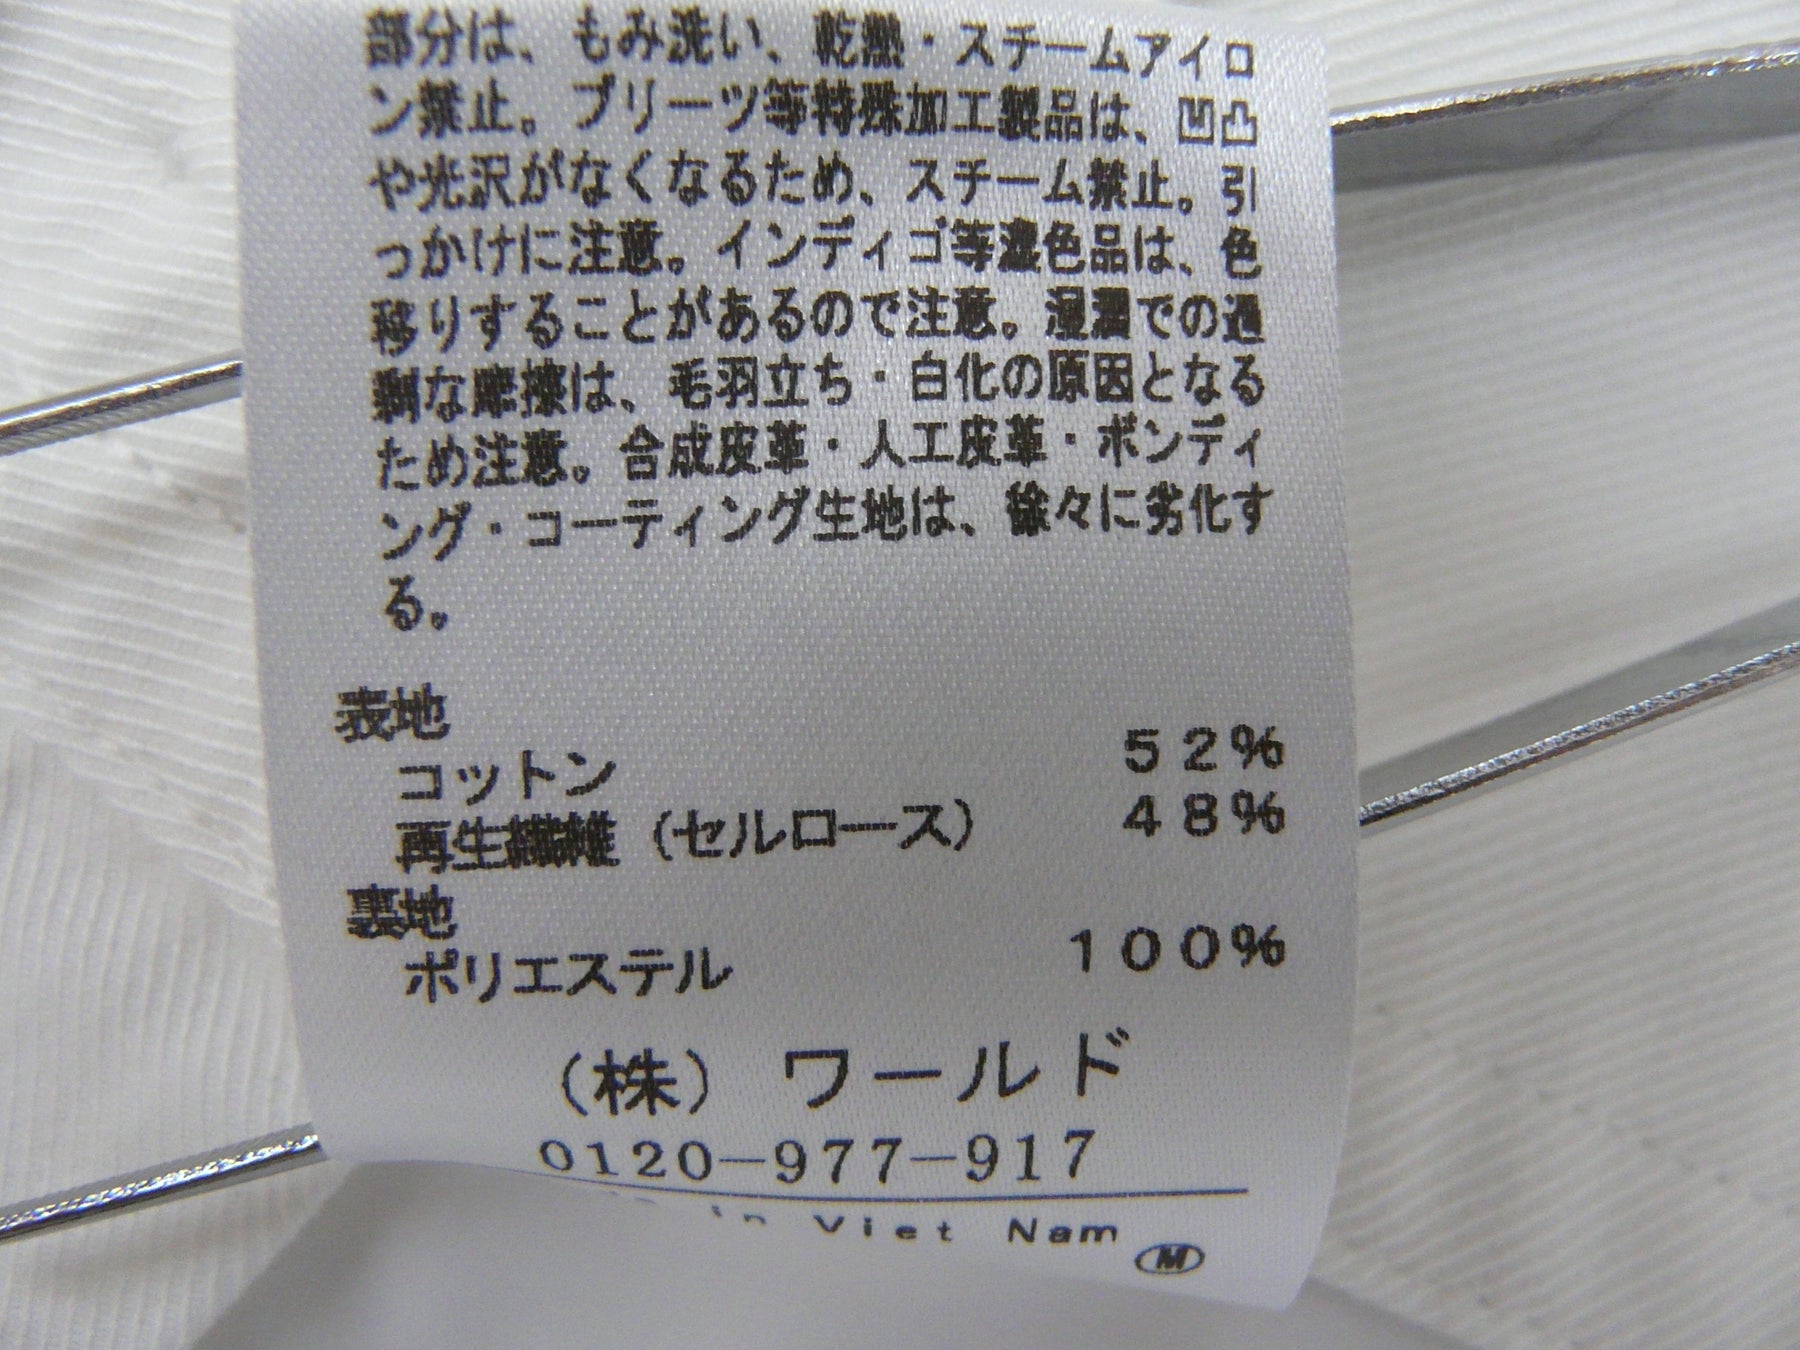 部分は、もみ洗い、乾熱・スチームアイロ
ン禁止。プリーツ等特殊加工製品は、凹凸
や光沢がなくなるため、スチーム禁止。引
っかけに注意。インディゴ等濃色品は、色
移りすることがあるので注意。湿潤での過
剰な摩擦は、毛羽立ち・白化の原因となる
ため注意。合成皮革・人工皮革・ボンディ
ング・コーティング生地は、徐々に劣化す
る。
表地
コットン 52%
再生繊維（セルロース） 48%
裏地
ポリエステル 100%
（株）ワールド
0120-977-917
in Viet Nam
M